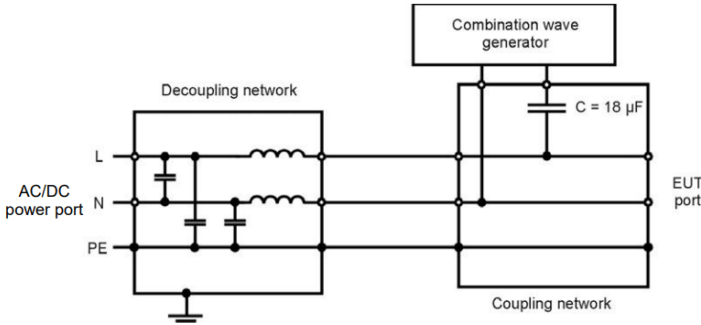 Combination wave
generator
Decoupling network
C = 18 µF
L
AC/DC
power port
N
EUT
port
PE
Coupling network